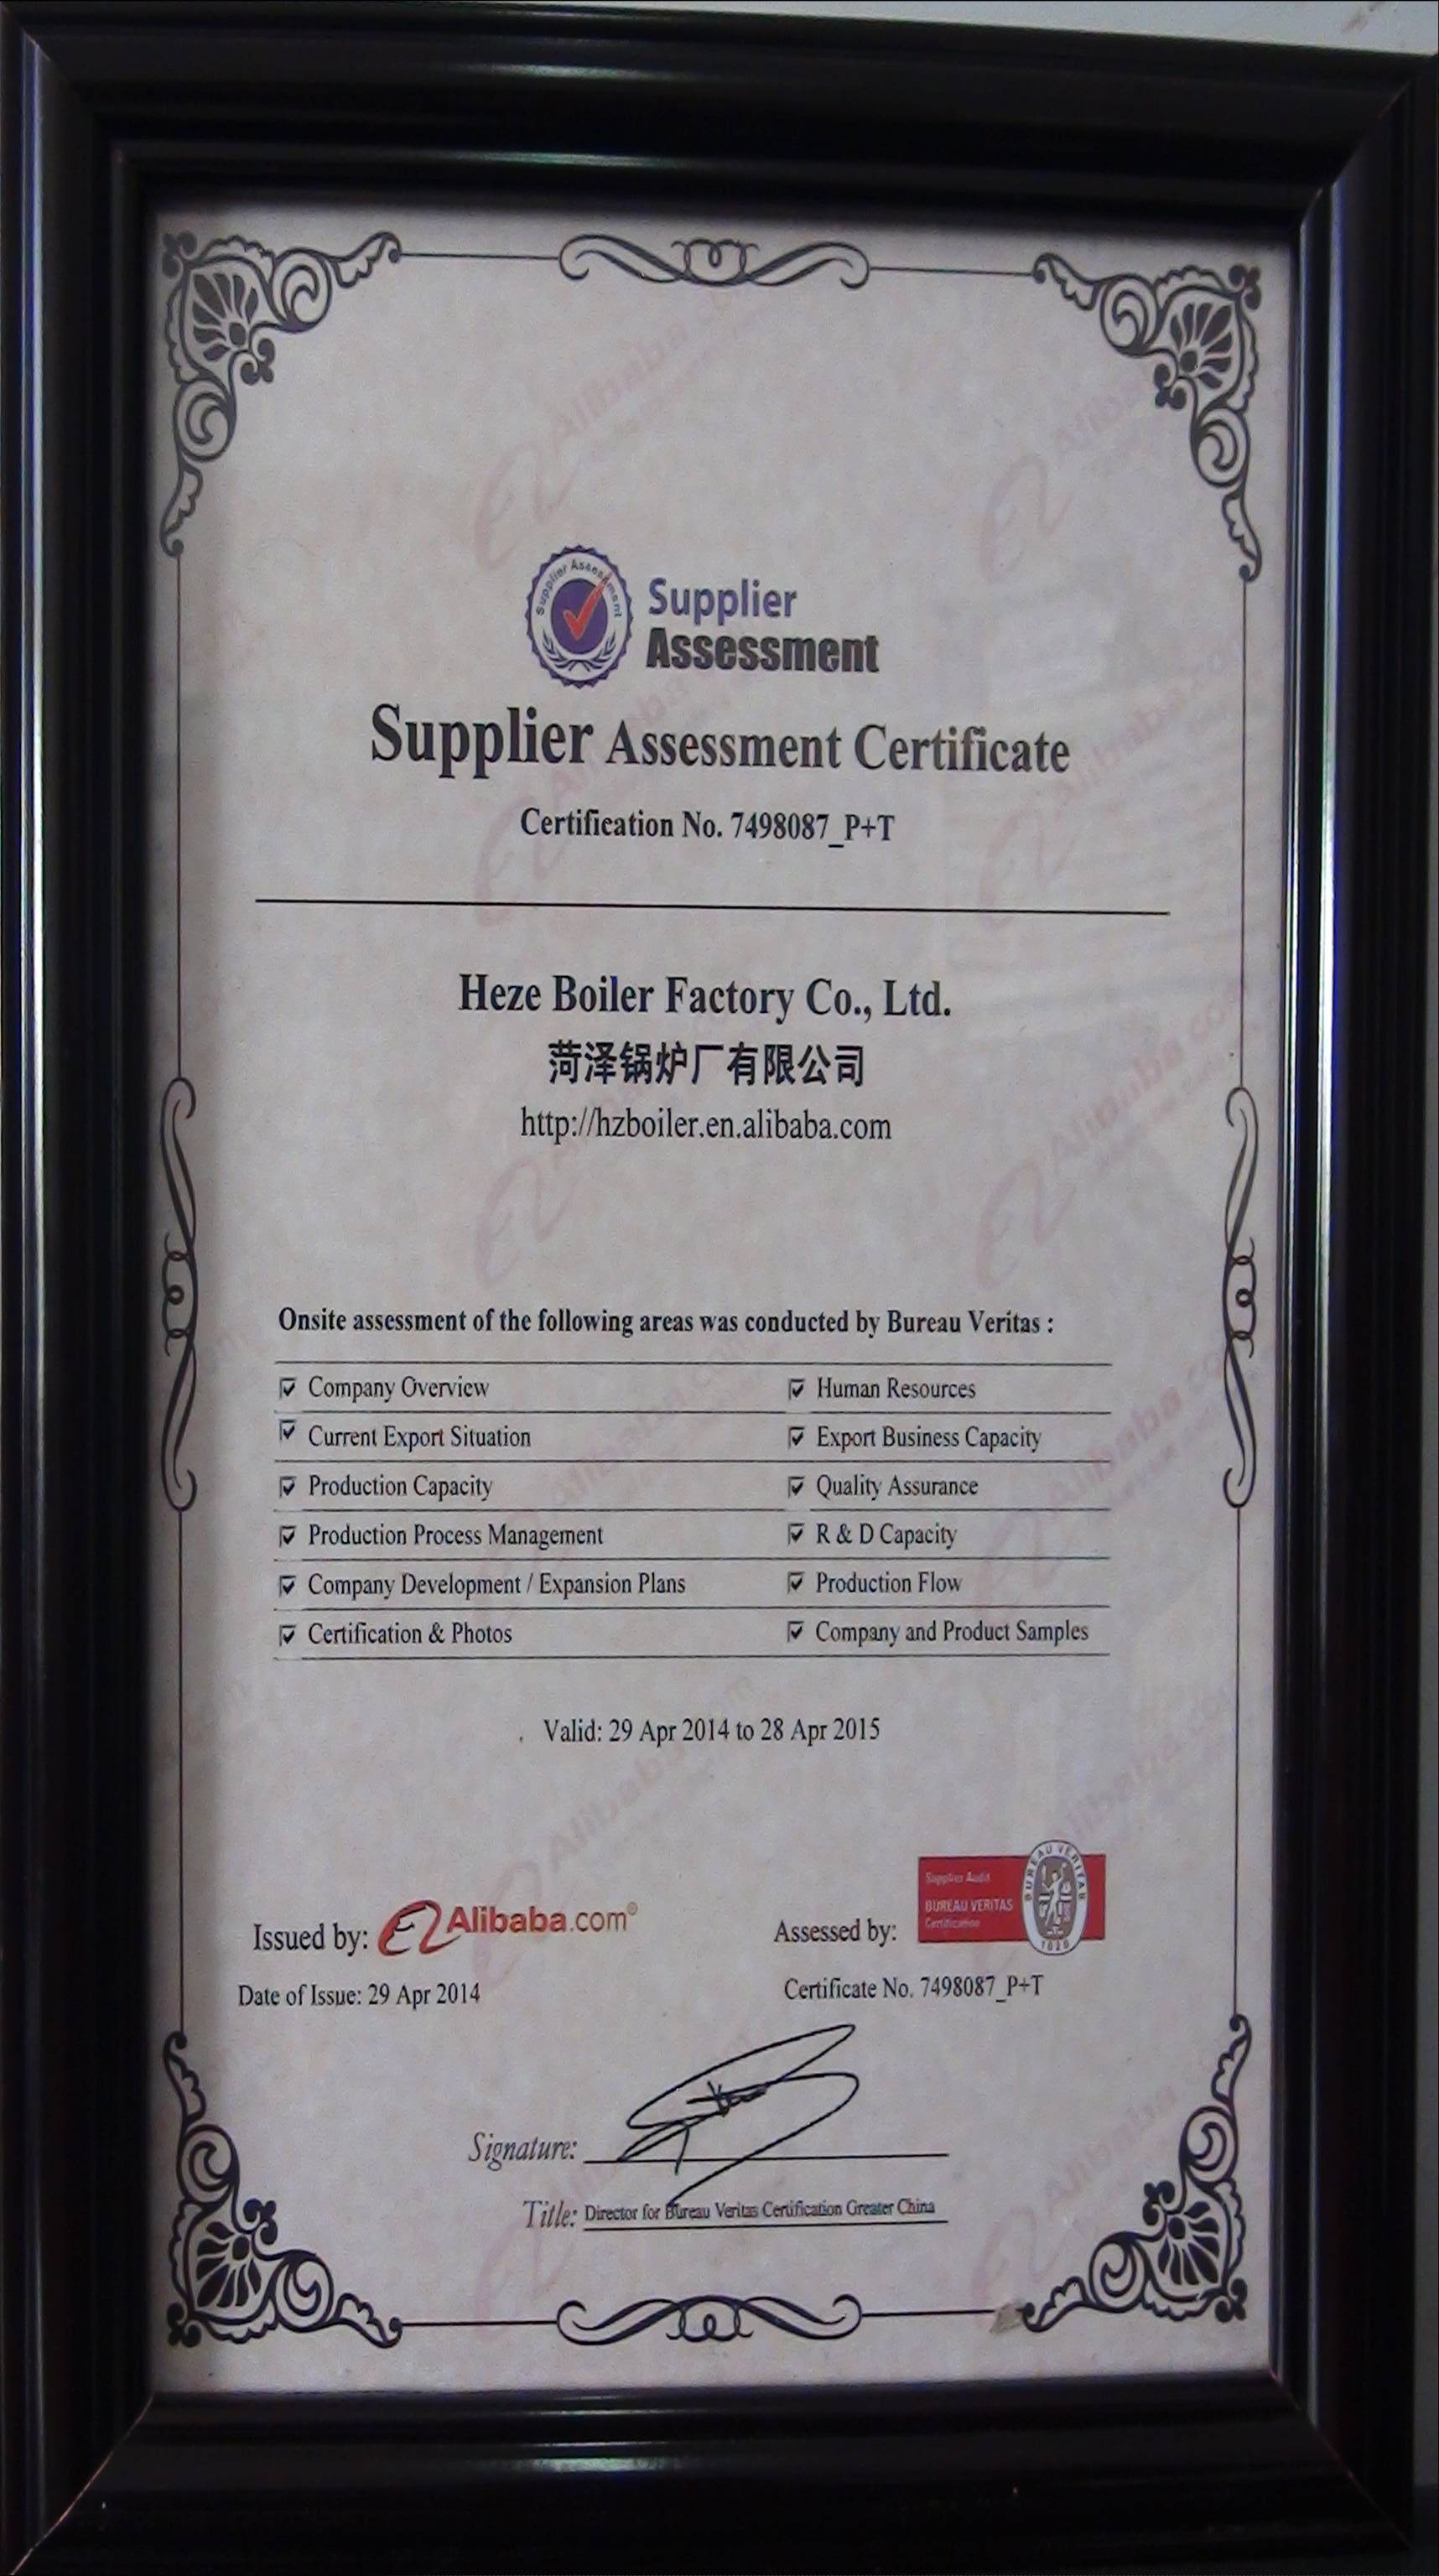 Supplier Assessment
Supplier
Assessment
Supplier Assessment Certificate
Certification No. 7498087_P+T
Heze Boiler Factory Co., Ltd.
菏泽锅炉厂有限公司
http://hzboiler.en.alibaba.com
Onsite assessment of the following areas was conducted by Bureau Veritas :
Company Overview Human Resources
Current Export Situation Export Business Capacity
Production Capacity Quality Assurance
Production Process Management R & D Capacity
Company Development / Expansion Plans Production Flow
Certification & Photos Company and Product Samples
Valid: 29 Apr 2014 to 28 Apr 2015
Issued by: Alibaba.com® Assessed by:
Supplier Audit
BUREAU VERITAS
Certification
BUREAU VERITAS
1828
Date of Issue: 29 Apr 2014 Certificate No. 7498087_P+T
Signature:
Title: Director for Bureau Veritas Certification Greater China